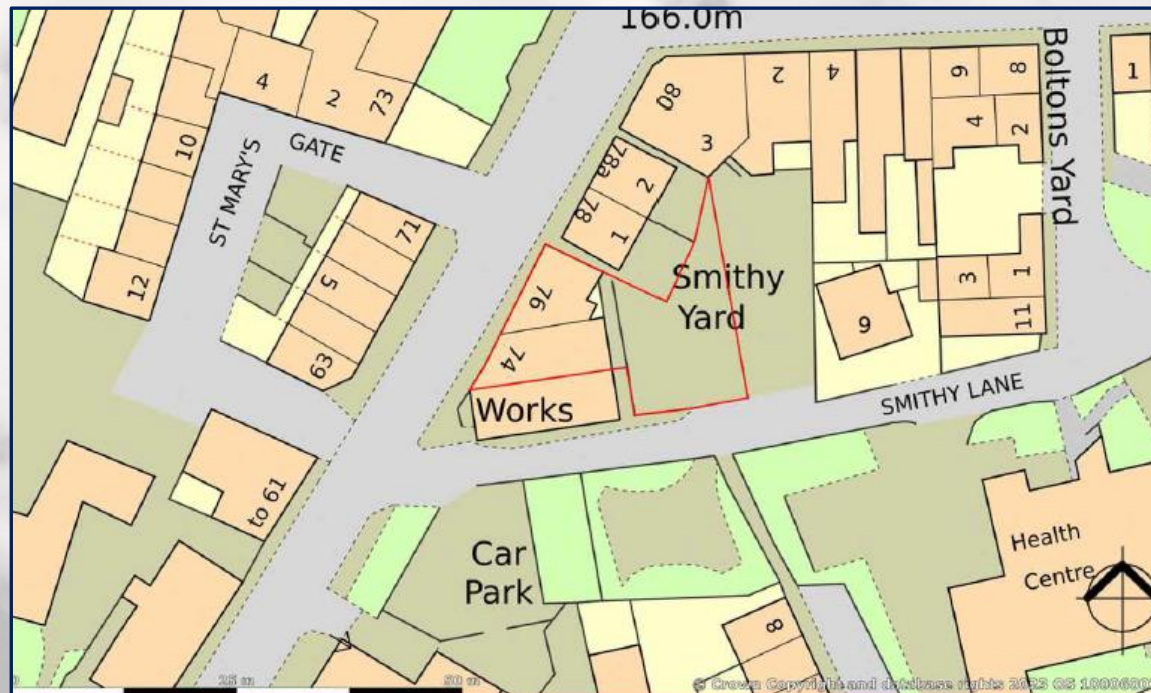 166.0m
4
2
73
10
GATE
ST MARY'S
12
71
5
63
80
3
78a
2
78
1
76
74
Works
2
4
6
8
4
2
Boltons Yard
1
Smithy
Yard
9
3
1
11
SMITHY LANE
to 61
Car
Park
Health
Centre
8
25 m
50 m
© Crown Copyright and database rights 2023 OS